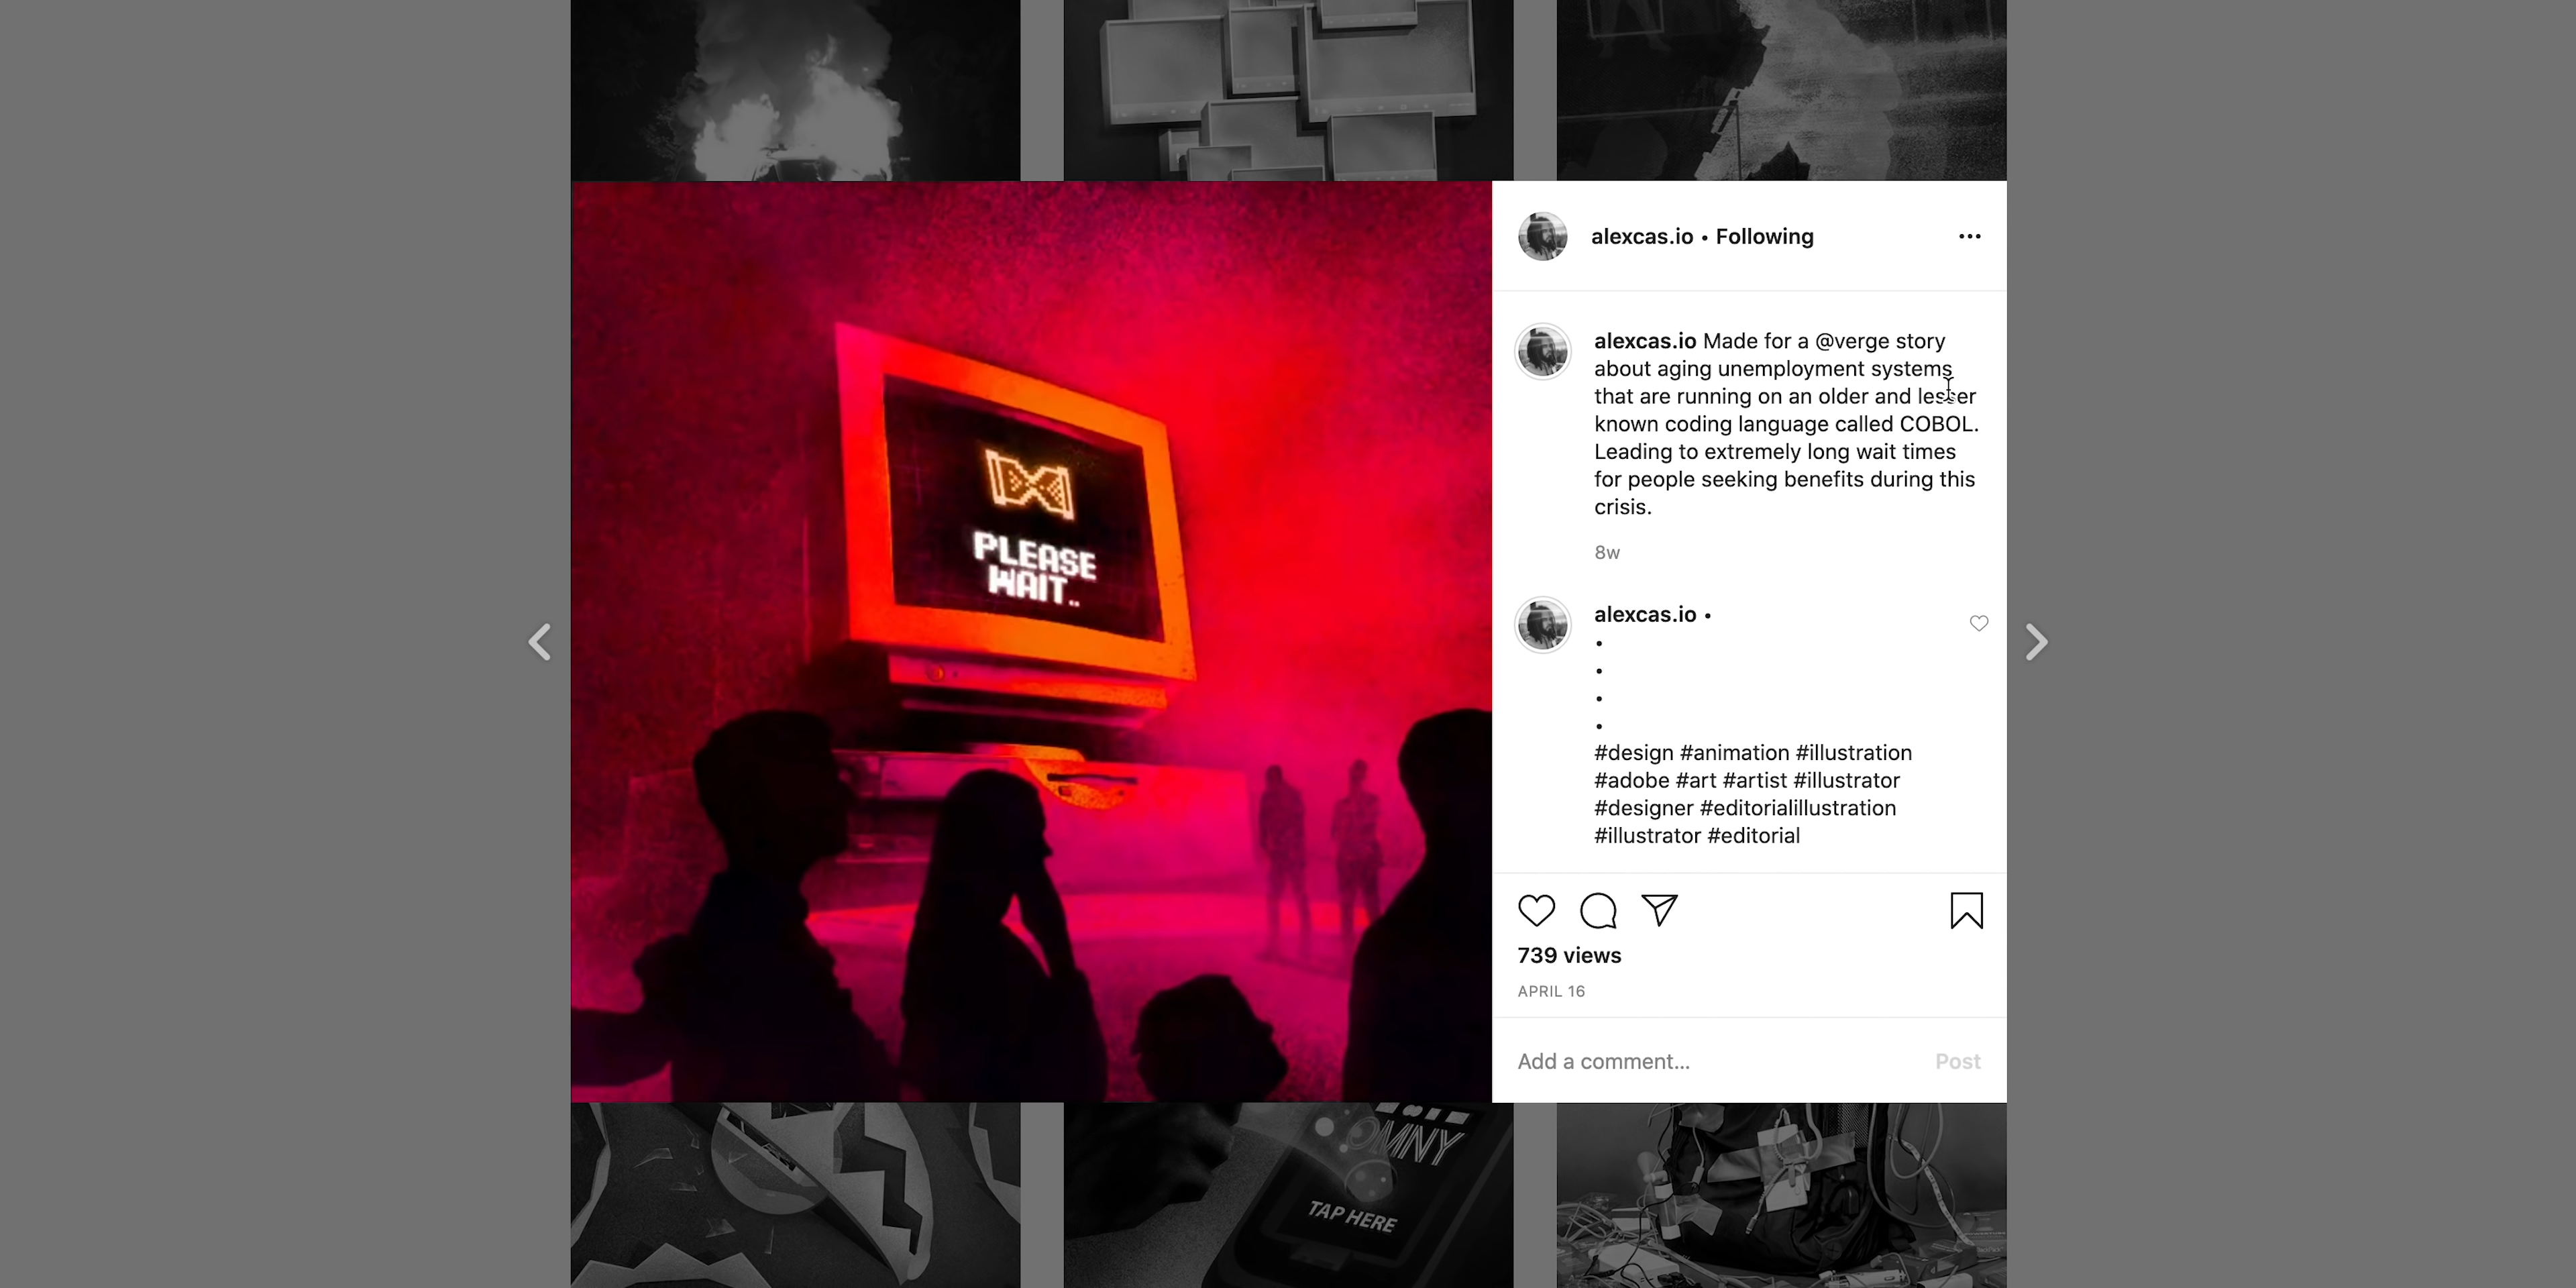 PLEASE
WAIT..
alexcas.io • Following
alexcas.io Made for a @verge story
about aging unemployment systems
that are running on an older and lesser
known coding language called COBOL.
Leading to extremely long wait times
for people seeking benefits during this
crisis.
8w
alexcas.io •
•
•
•
•
#design #animation #illustration
#adobe #art #artist #illustrator
#designer #editorialillustration
#illustrator #editorial
739 views
APRIL 16
Add a comment...
Post
OMNY
TAP HERE